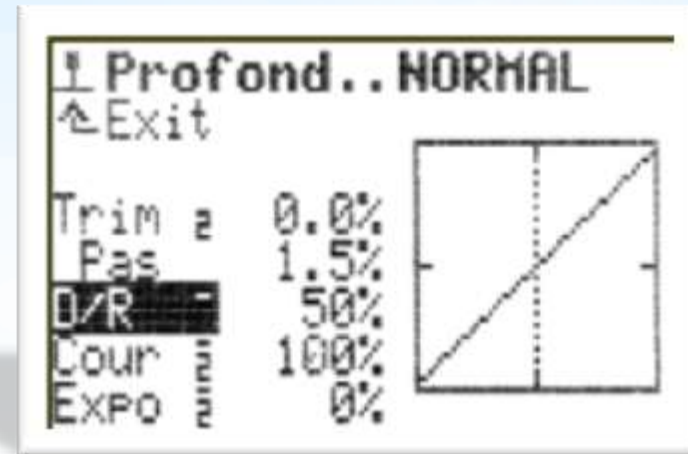 Profond..NORMAL
Exit
Trim 0.0%
Pas 1.5%
D/R 50%
Cour 100%
Expo 0%